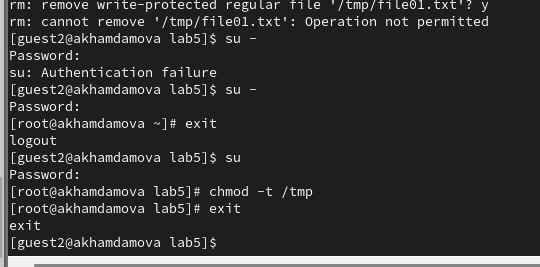 rm: remove write-protected regular file '/tmp/file01.txt'? y
rm: cannot remove '/tmp/file01.txt': Operation not permitted
[guest2@akhamdamova lab5]$ su -
Password:
su: Authentication failure
[guest2@akhamdamova lab5]$ su -
Password:
[root@akhamdamova ~]# exit
logout
[guest2@akhamdamova lab5]$ su
Password:
[root@akhamdamova lab5]# chmod -t /tmp
[root@akhamdamova lab5]# exit
exit
[guest2@akhamdamova lab5]$